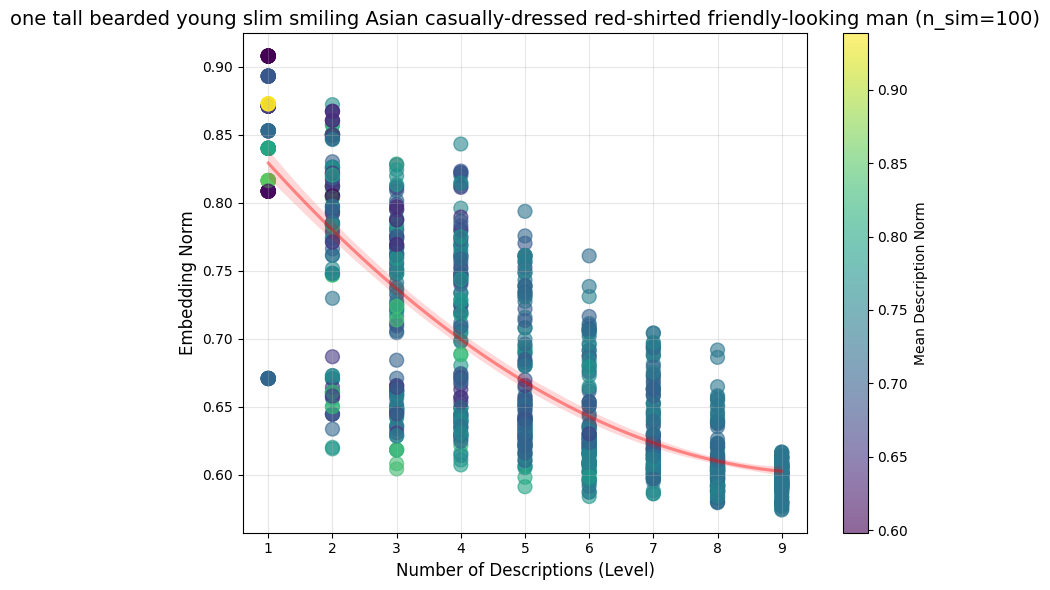 one tall bearded young slim smiling Asian casually-dressed red-shirted friendly-looking man (n_sim=100)
Embedding Norm
0.90
0.85
0.80
0.75
0.70
0.65
0.60
1 2 3 4 5 6 7 8 9
Number of Descriptions (Level)
0.90
0.85
0.80
0.75
0.70
0.65
0.60
Mean Description Norm